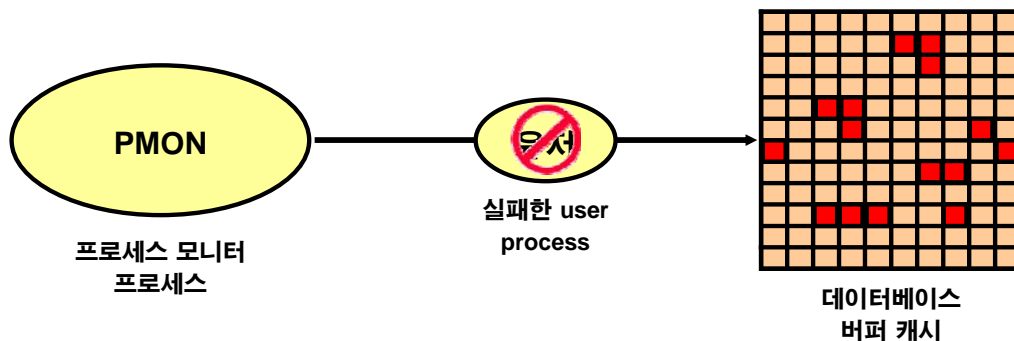 PMON
유저
실패한 user
process
프로세스 모니터
프로세스
데이터베이스
버퍼 캐시